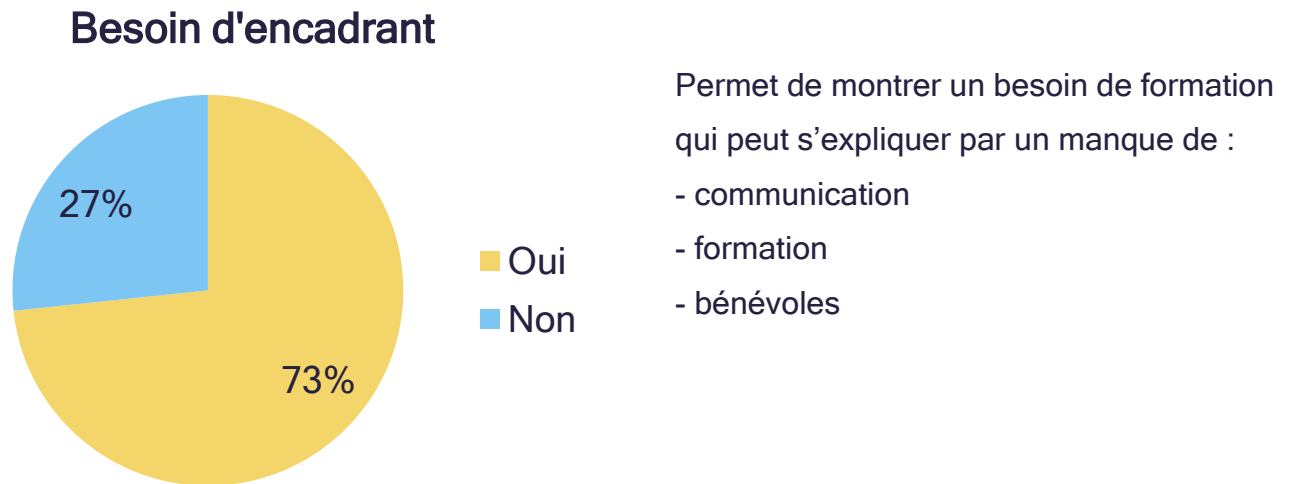 Besoin d'encadrant
27%
73%
Oui
Non
Permet de montrer un besoin de formation
qui peut s’expliquer par un manque de :
- communication
- formation
- bénévoles